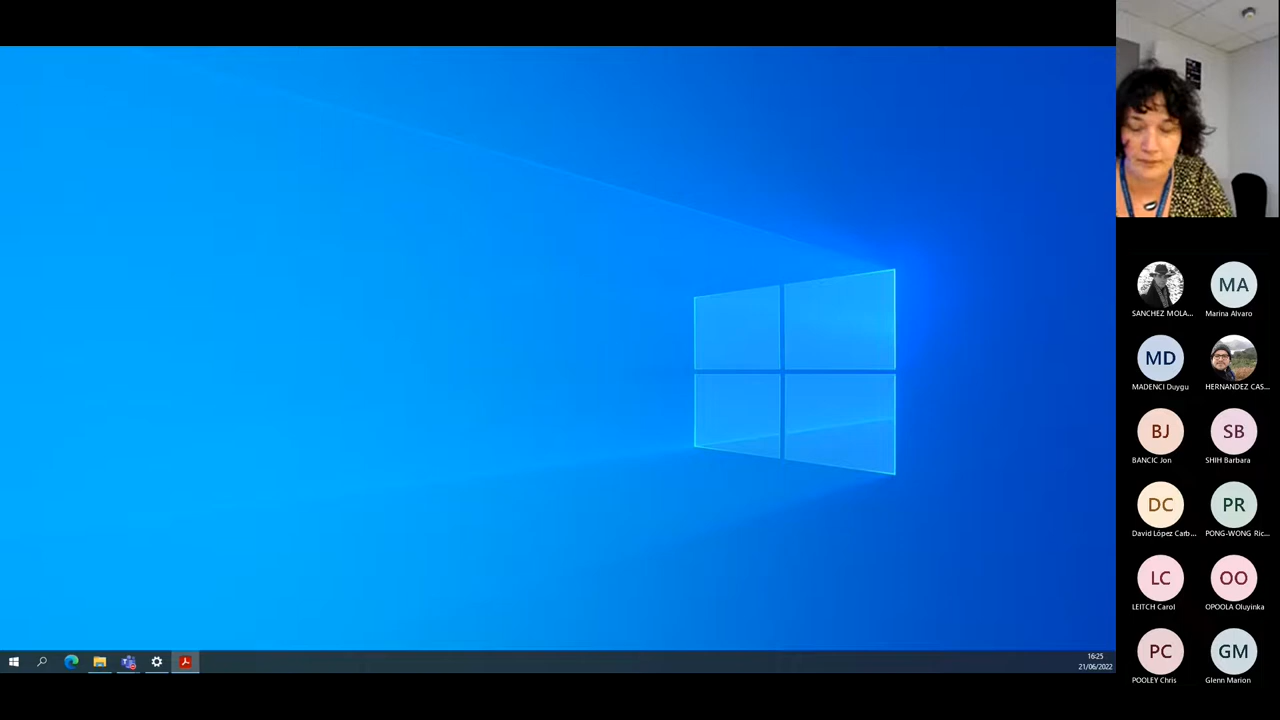 SANCHEZ MOLA...
Marina Alvaro
MA
MADENCI Duygu
MD
HERNANDEZ CAS...
BJ
BANCIC Jon
SB
SHIH Barbara
DC
David López Carb...
PR
PONG-WONG Ric...
LC
LEITCH Carol
OO
OPOOLA Oluyinka
PC
POOLEY Chris
GM
Glenn Marion
16:25
21/06/2022